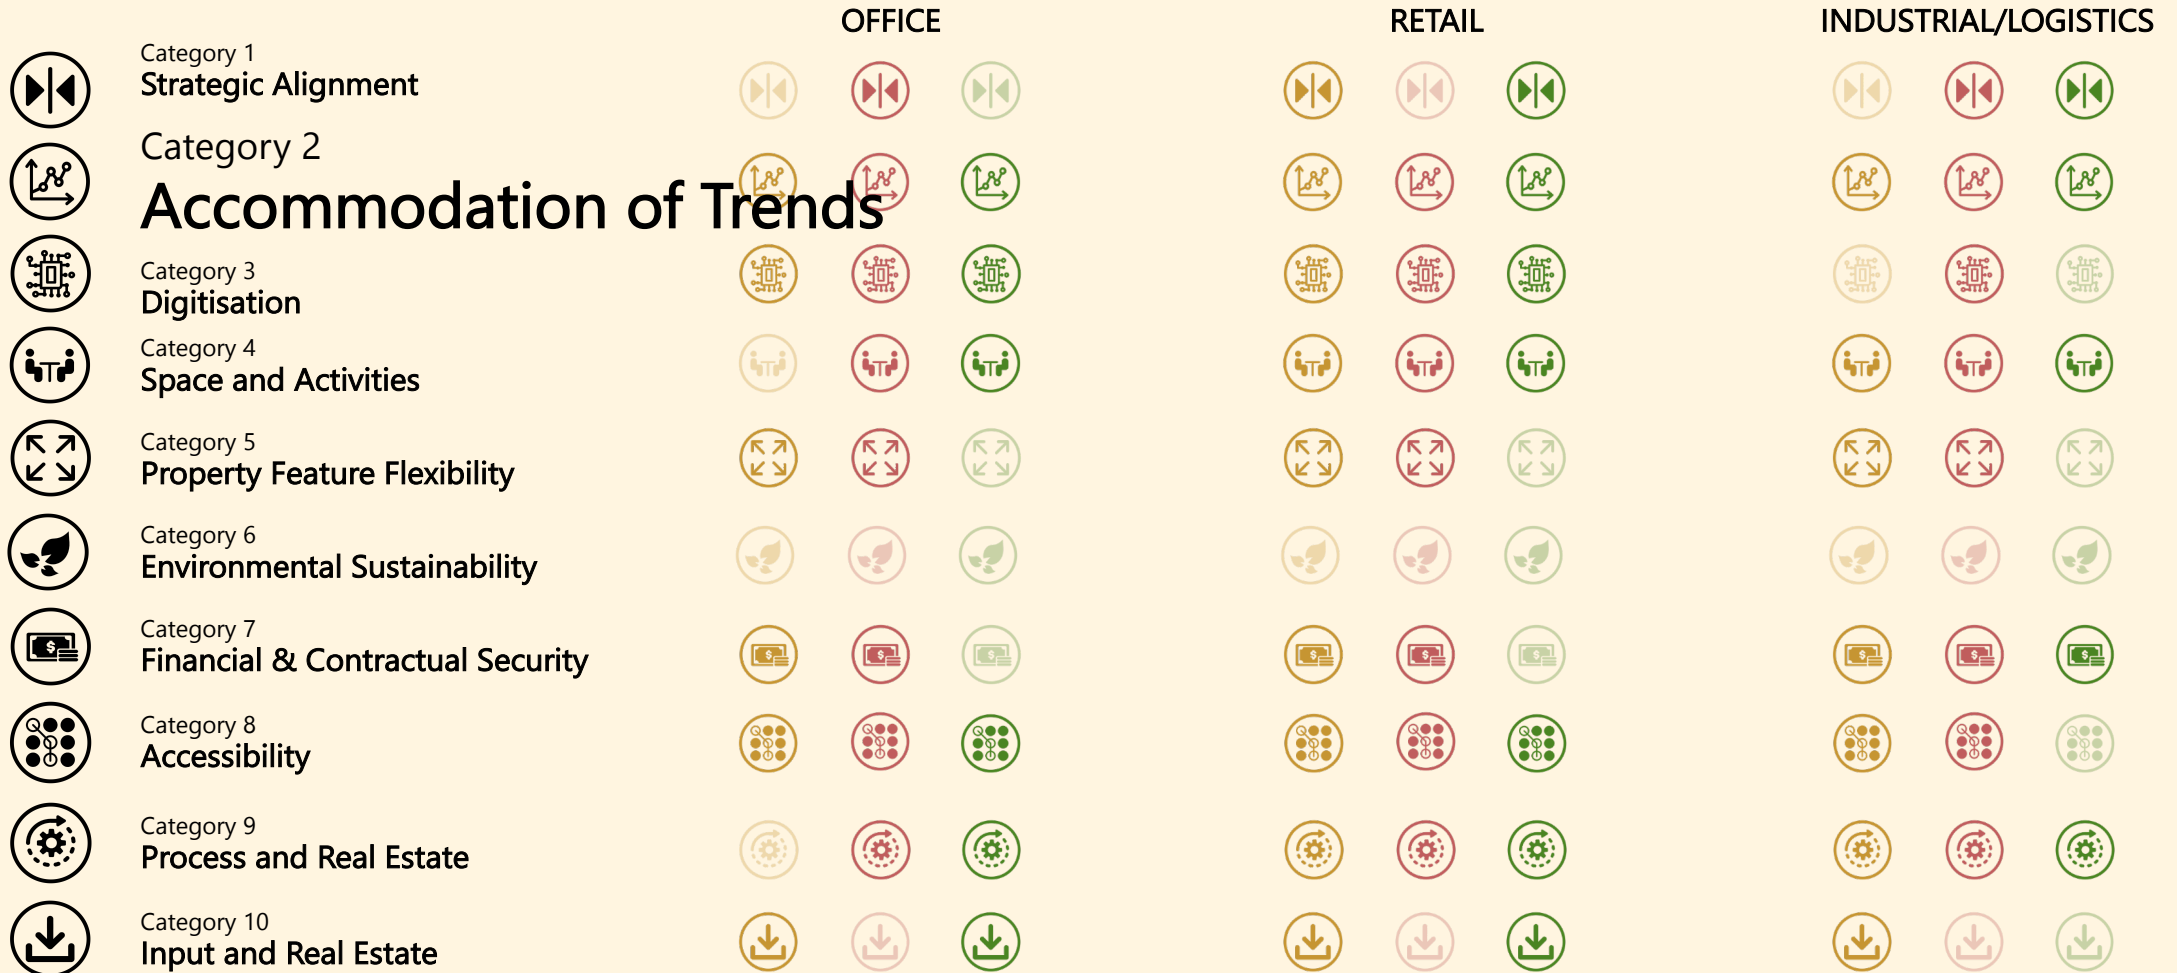 OFFICE RETAIL INDUSTRIAL/LOGISTICS
Category 1
Strategic Alignment
Category 2
Accommodation of Trends
Category 3
Digitisation
Category 4
Space and Activities
Category 5
Property Feature Flexibility
Category 6
Environmental Sustainability
Category 7
Financial & Contractual Security
Category 8
Accessibility
Category 9
Process and Real Estate
Category 10
Input and Real Estate